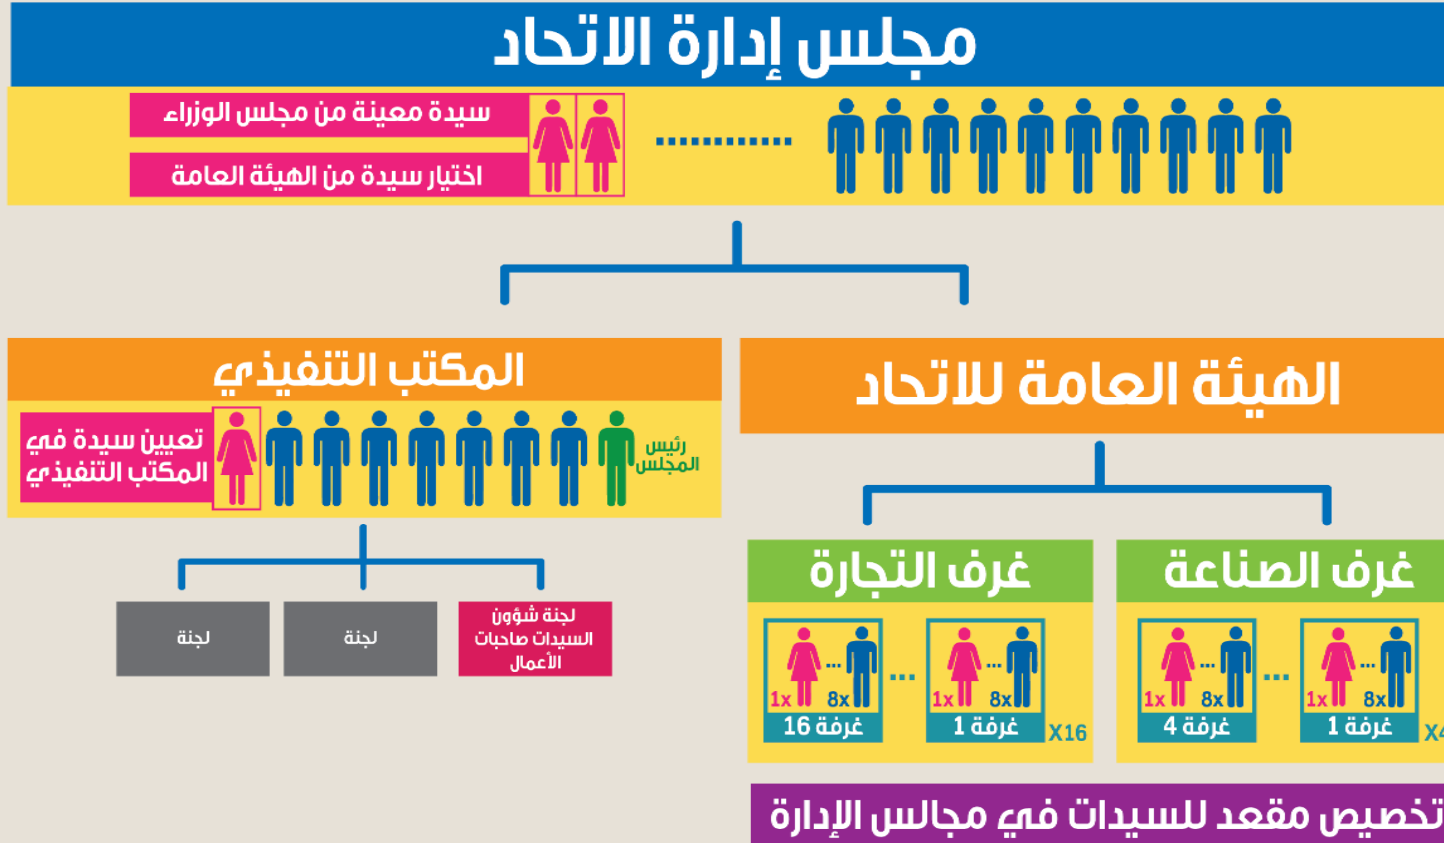 مجلس إدارة الاتحاد
سيدة معينة من مجلس الوزراء
اختيار سيدة من الهيئة العامة
الهيئة العامة للاتحاد
المكتب التنفيذي
رئيس
المجلس
تعيين سيدة في
المكتب التنفيذي
لجنة شؤون
السيدات صاحبات
الأعمال
لجنة
لجنة
غرف الصناعة
8x 1x
غرفة 1
...
8x 1x
غرفة 4
X4
غرف التجارة
8x 1x
غرفة 1
...
8x 1x
غرفة 16
X16
تخصيص مقعد للسيدات في مجالس الإدارة